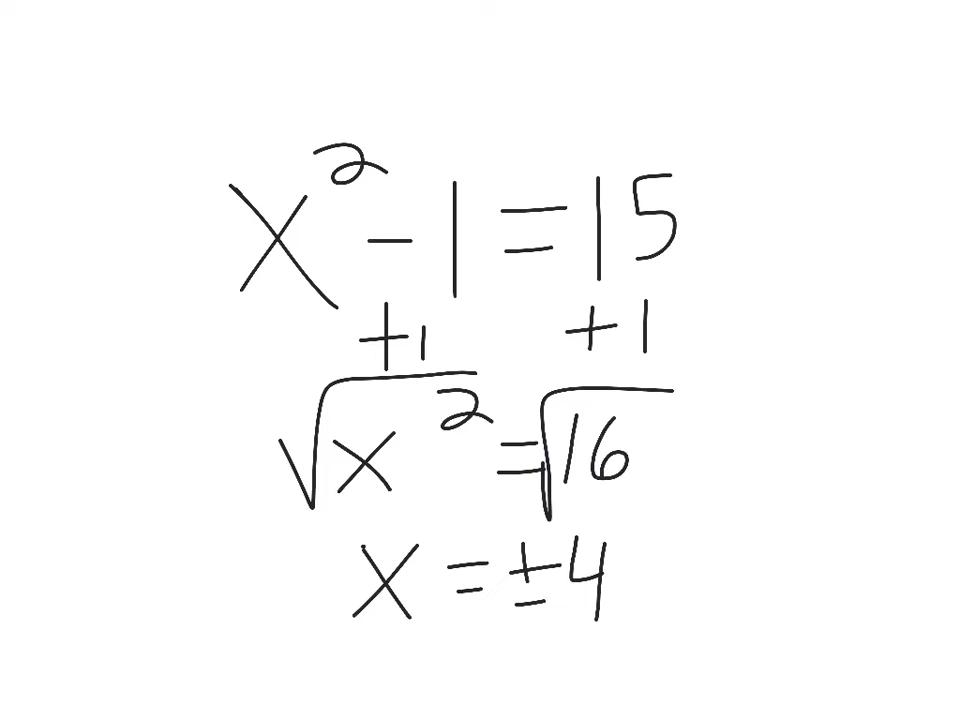 x² - 1 = 15
+1 +1
√x² = √16
x = ±4